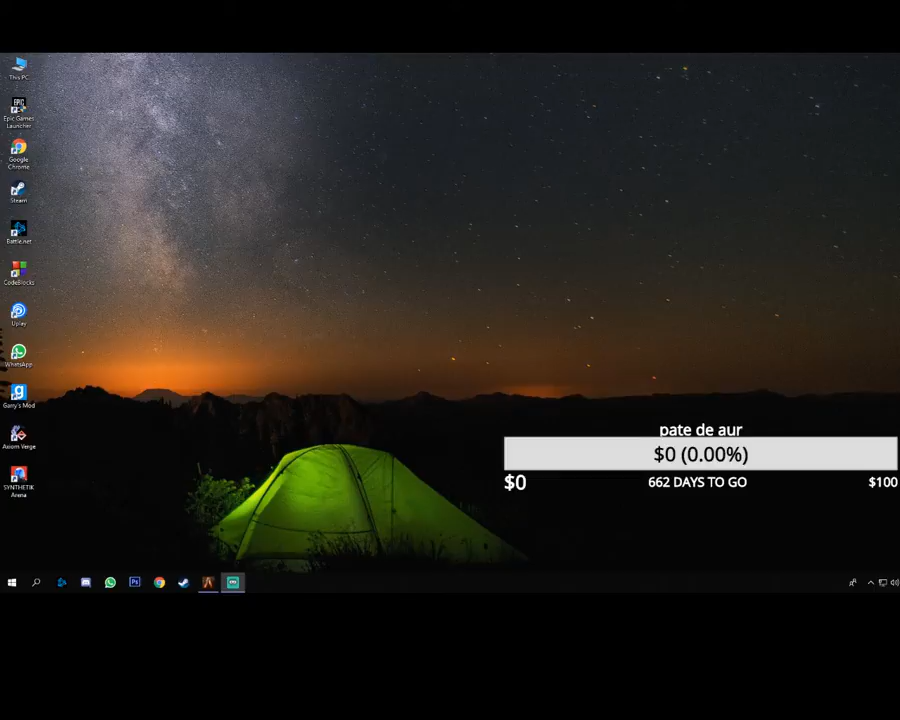 This PC
Epic Games
Launcher
Google
Chrome
Steam
Battle.net
CodeBlocks
Uplay
WhatsApp
Garry's Mod
Axiom Verge
SYNTHETIK
Arena
pate de aur
$0 (0.00%)
$0
662 DAYS TO GO
$100
Ps